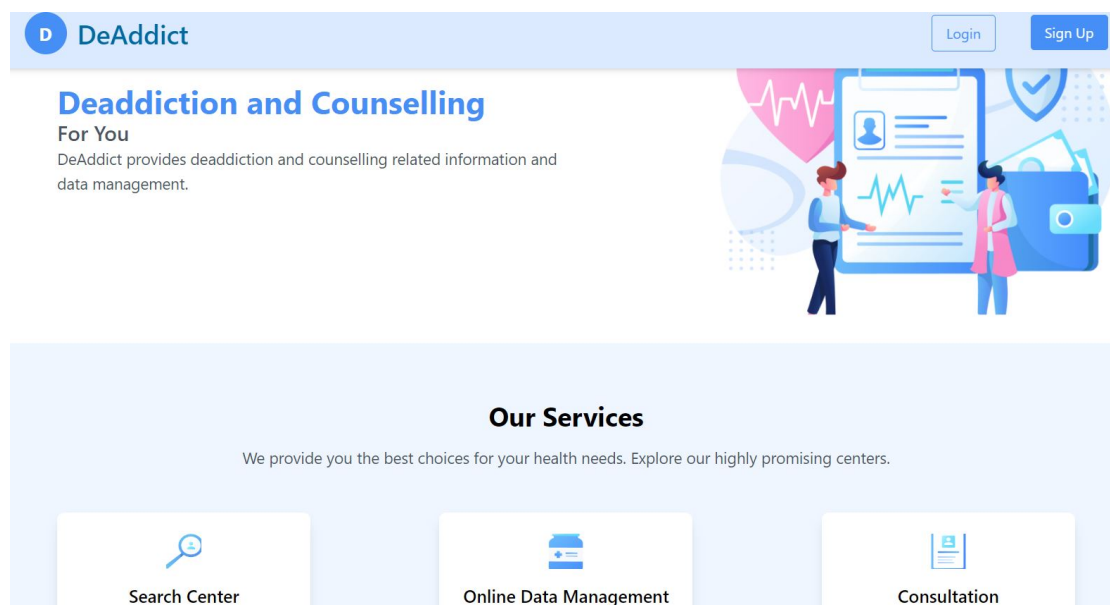 D DeAddict Login Sign Up
Deaddiction and Counselling
For You
DeAddict provides deaddiction and counselling related information and
data management.
Our Services
We provide you the best choices for your health needs. Explore our highly promising centers.
Search Center Online Data Management Consultation